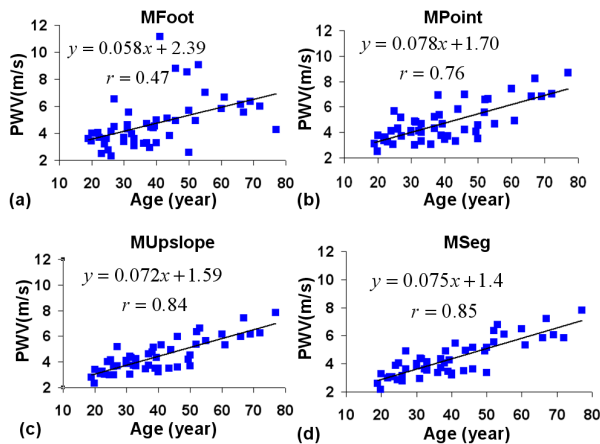 MFoot
PWV(m/s)
12
10
8
6
4
2
y = 0.058x + 2.39
r = 0.47
10 20 30 40 50 60 70 80
(a)
Age (year)
MPoint
PWV(m/s)
12
10
8
6
4
2
y = 0.078x + 1.70
r = 0.76
10 20 30 40 50 60 70 80
(b)
Age (year)
MUpslope
PWV(m/s)
12
10
8
6
4
2
y = 0.072x + 1.59
r = 0.84
10 20 30 40 50 60 70 80
(c)
Age (year)
MSeg
PWV(m/s)
12
10
8
6
4
2
y = 0.075x + 1.4
r = 0.85
10 20 30 40 50 60 70 80
(d)
Age (year)